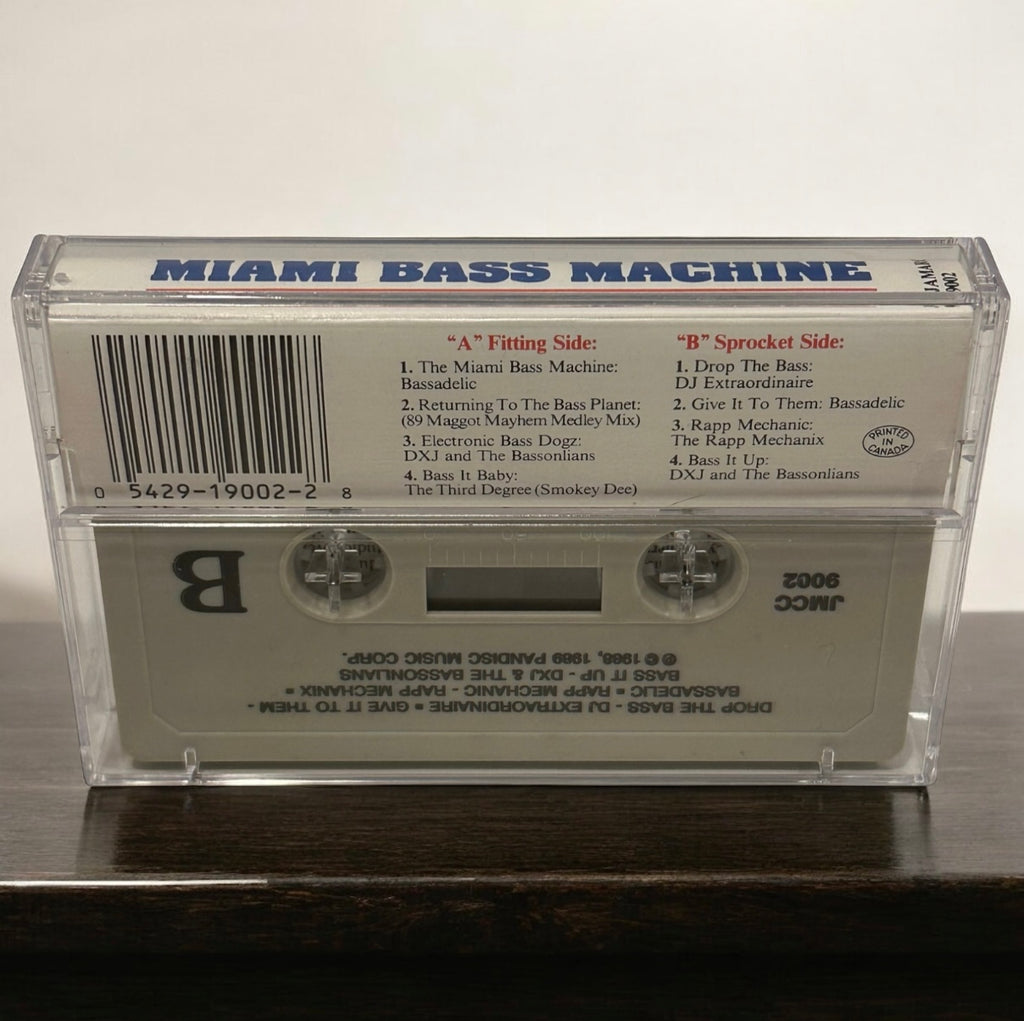 MIAMI BASS MACHINE
JAMARC
9002
"A" Fitting Side:
1. The Miami Bass Machine:
Bassadelic
2. Returning To The Bass Planet:
(89 Maggot Mayhem Medley Mix)
3. Electronic Bass Dogz:
DXJ and The Bassonlians
4. Bass It Baby:
The Third Degree (Smokey Dee)
"B" Sprocket Side:
1. Drop The Bass:
DJ Extraordinaire
2. Give It To Them: Bassadelic
3. Rapp Mechanic:
The Rapp Mechanix
4. Bass It Up:
DXJ and The Bassonlians
PRINTED
IN
CANADA
0 5429-19002-2 8
B
JMCC
9002
DROP THE BASS - DJ EXTRAORDINAIRE = GIVE IT TO THEM -
BASSADELIC = RAPP MECHANIC - RAPP MECHANIX =
BASS IT UP - DXJ & THE BASSONLIANS
℗ © 1988, 1989 PANDISC MUSIC CORP.
100 50 0